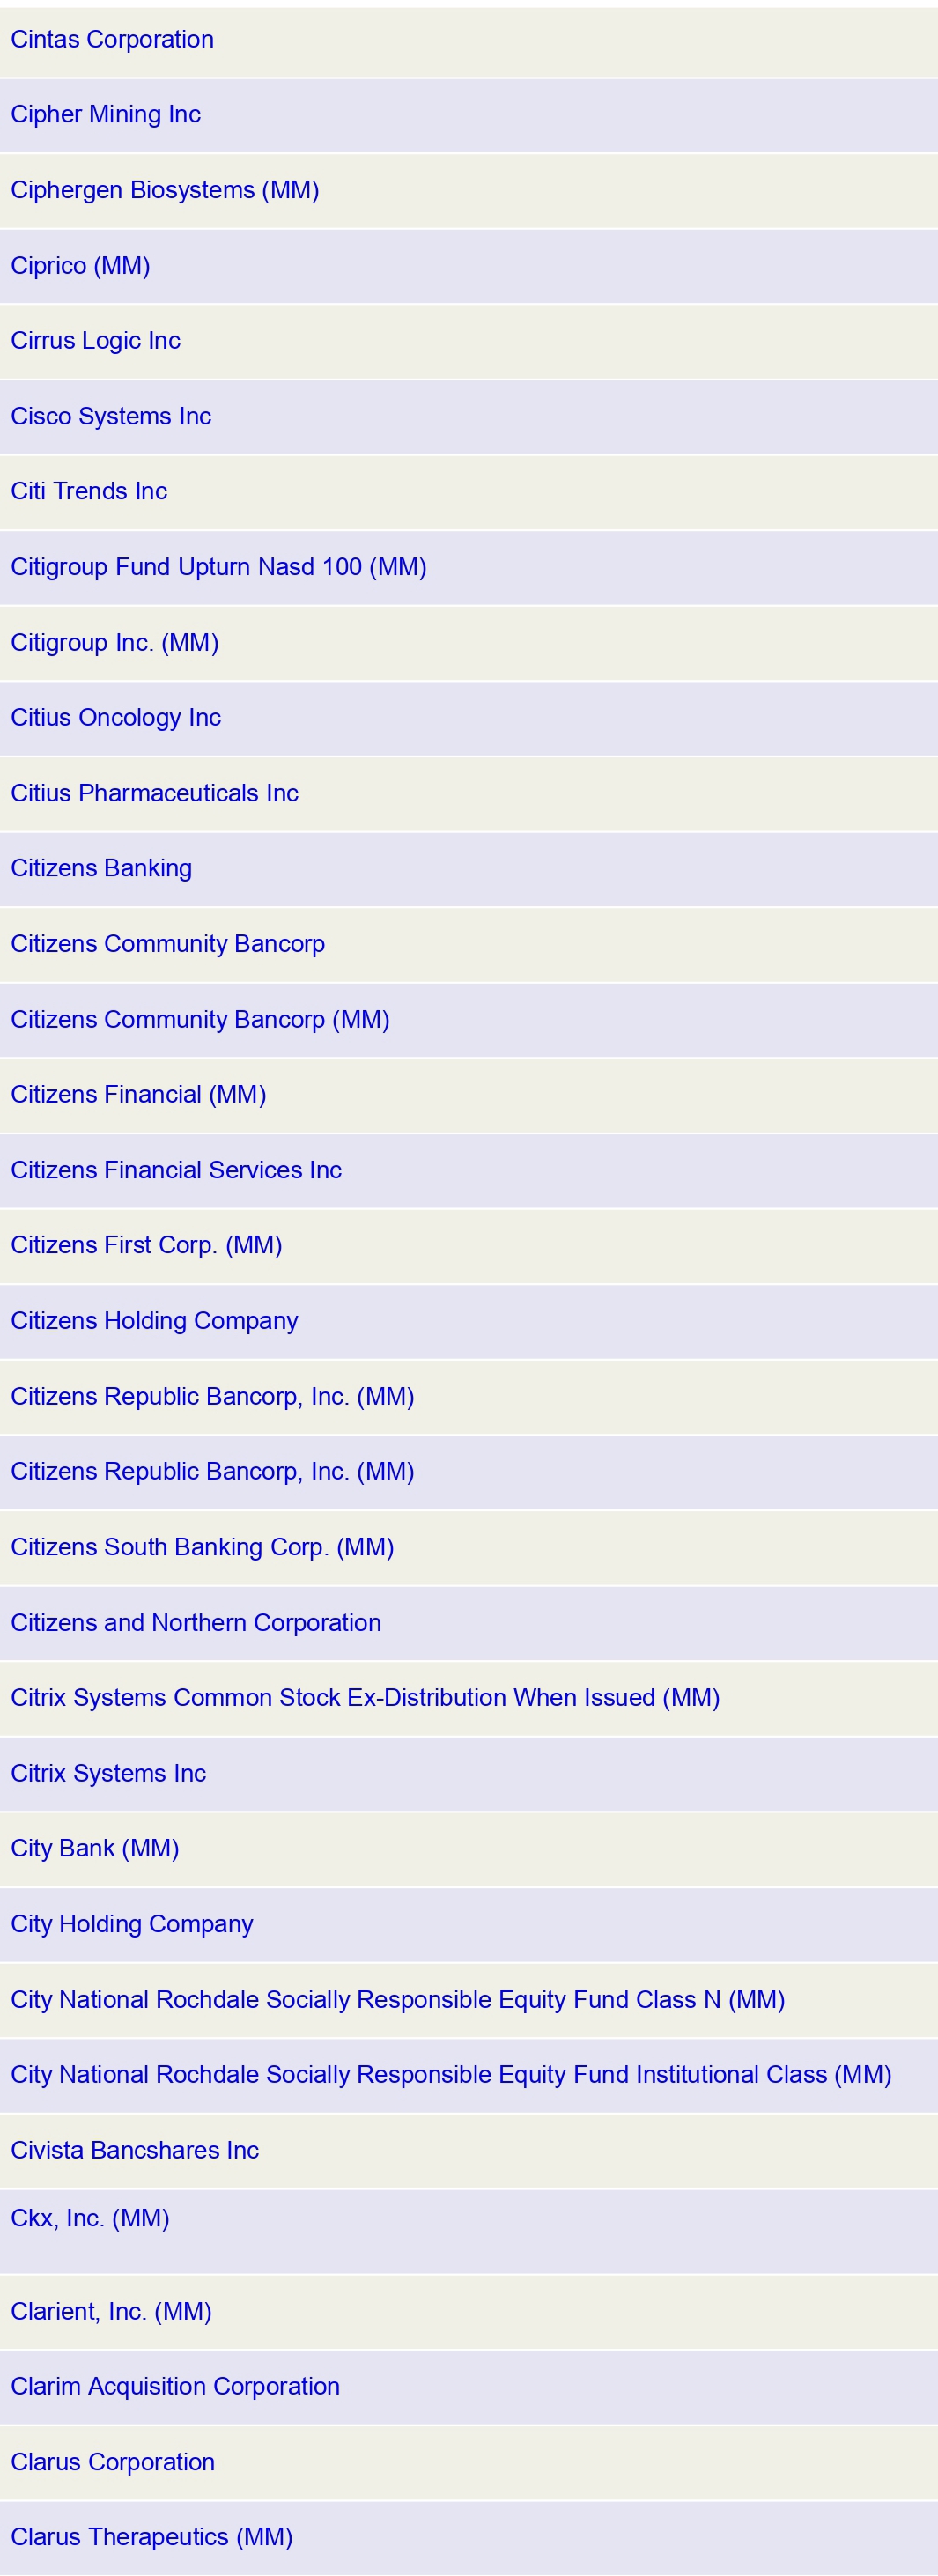 Cintas Corporation
Cipher Mining Inc
Ciphergen Biosystems (MM)
Ciprico (MM)
Cirrus Logic Inc
Cisco Systems Inc
Citi Trends Inc
Citigroup Fund Upturn Nasd 100 (MM)
Citigroup Inc. (MM)
Citius Oncology Inc
Citius Pharmaceuticals Inc
Citizens Banking
Citizens Community Bancorp
Citizens Community Bancorp (MM)
Citizens Financial (MM)
Citizens Financial Services Inc
Citizens First Corp. (MM)
Citizens Holding Company
Citizens Republic Bancorp, Inc. (MM)
Citizens Republic Bancorp, Inc. (MM)
Citizens South Banking Corp. (MM)
Citizens and Northern Corporation
Citrix Systems Common Stock Ex-Distribution When Issued (MM)
Citrix Systems Inc
City Bank (MM)
City Holding Company
City National Rochdale Socially Responsible Equity Fund Class N (MM)
City National Rochdale Socially Responsible Equity Fund Institutional Class (MM)
Civista Bancshares Inc
Ckx, Inc. (MM)
Clarient, Inc. (MM)
Clarim Acquisition Corporation
Clarus Corporation
Clarus Therapeutics (MM)